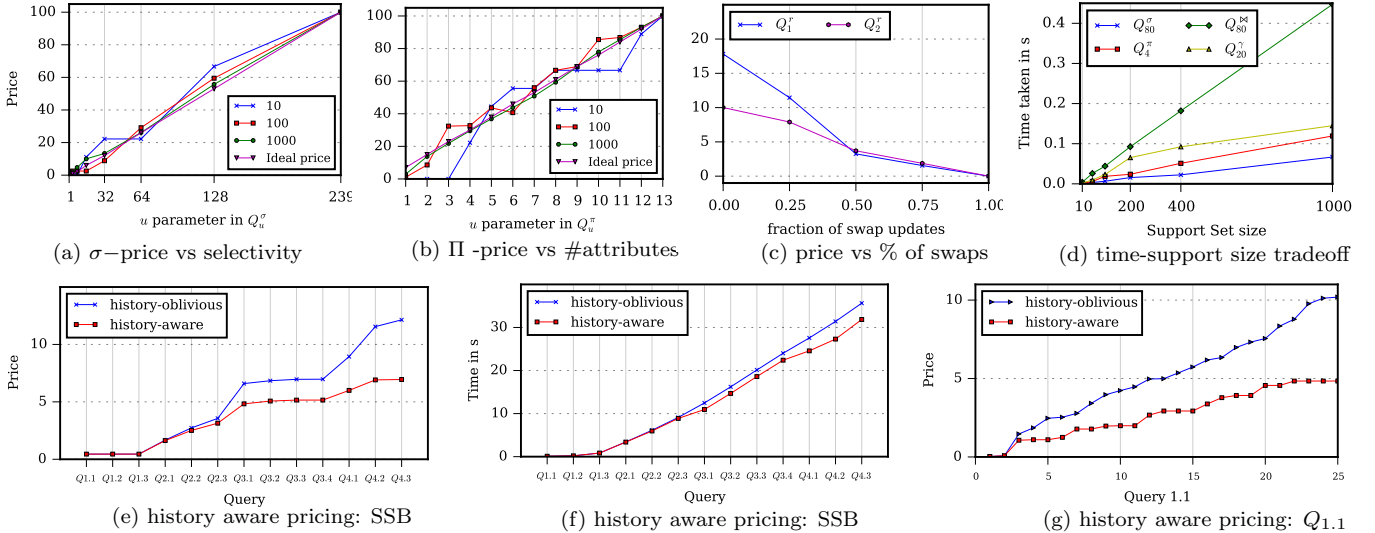 100
80
60
40
20
0
Price
10
100
1000
Ideal price
1 32 64 128 239
u parameter in Q_u^σ
(a) σ−price vs selectivity
100
80
60
40
20
0
10
100
1000
Ideal price
1 2 3 4 5 6 7 8 9 10 11 12 13
u parameter in Q_u^π
(b) Π -price vs #attributes
20
15
10
5
0
Q_1^r Q_2^r
0.00 0.25 0.50 0.75 1.00
fraction of swap updates
(c) price vs % of swaps
0.4
0.3
0.2
0.1
0.0
Time taken in s
Q_80^σ Q_80^⋈
Q_4^π Q_20^γ
10 200 400 1000
Support Set size
(d) time-support size tradeoff
10
5
0
Price
history-oblivious
history-aware
Q1.1 Q1.2 Q1.3 Q2.1 Q2.2 Q2.3 Q3.1 Q3.2 Q3.3 Q3.4 Q4.1 Q4.2 Q4.3
Query
(e) history aware pricing: SSB
30
20
10
0
Time in s
history-oblivious
history-aware
Q1.1 Q1.2 Q1.3 Q2.1 Q2.2 Q2.3 Q3.1 Q3.2 Q3.3 Q3.4 Q4.1 Q4.2 Q4.3
Query
(f) history aware pricing: SSB
10
5
0
Price
history-oblivious
history-aware
0 5 10 15 20 25
Query 1.1
(g) history aware pricing: Q_1.1